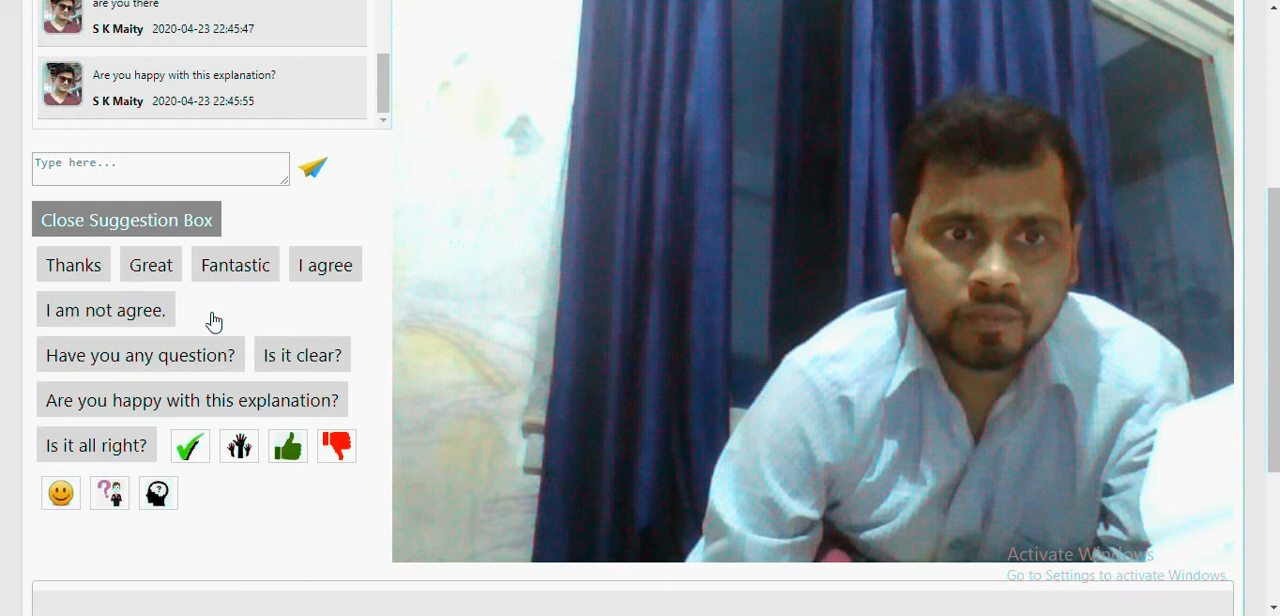 are you there
S K Maity 2020-04-23 22:45:47
Are you happy with this explanation?
S K Maity 2020-04-23 22:45:55
Type here...
Close Suggestion Box
Thanks Great Fantastic I agree
I am not agree.
Have you any question? Is it clear?
Are you happy with this explanation?
Is it all right?
Activate Windows
Go to Settings to activate Windows.